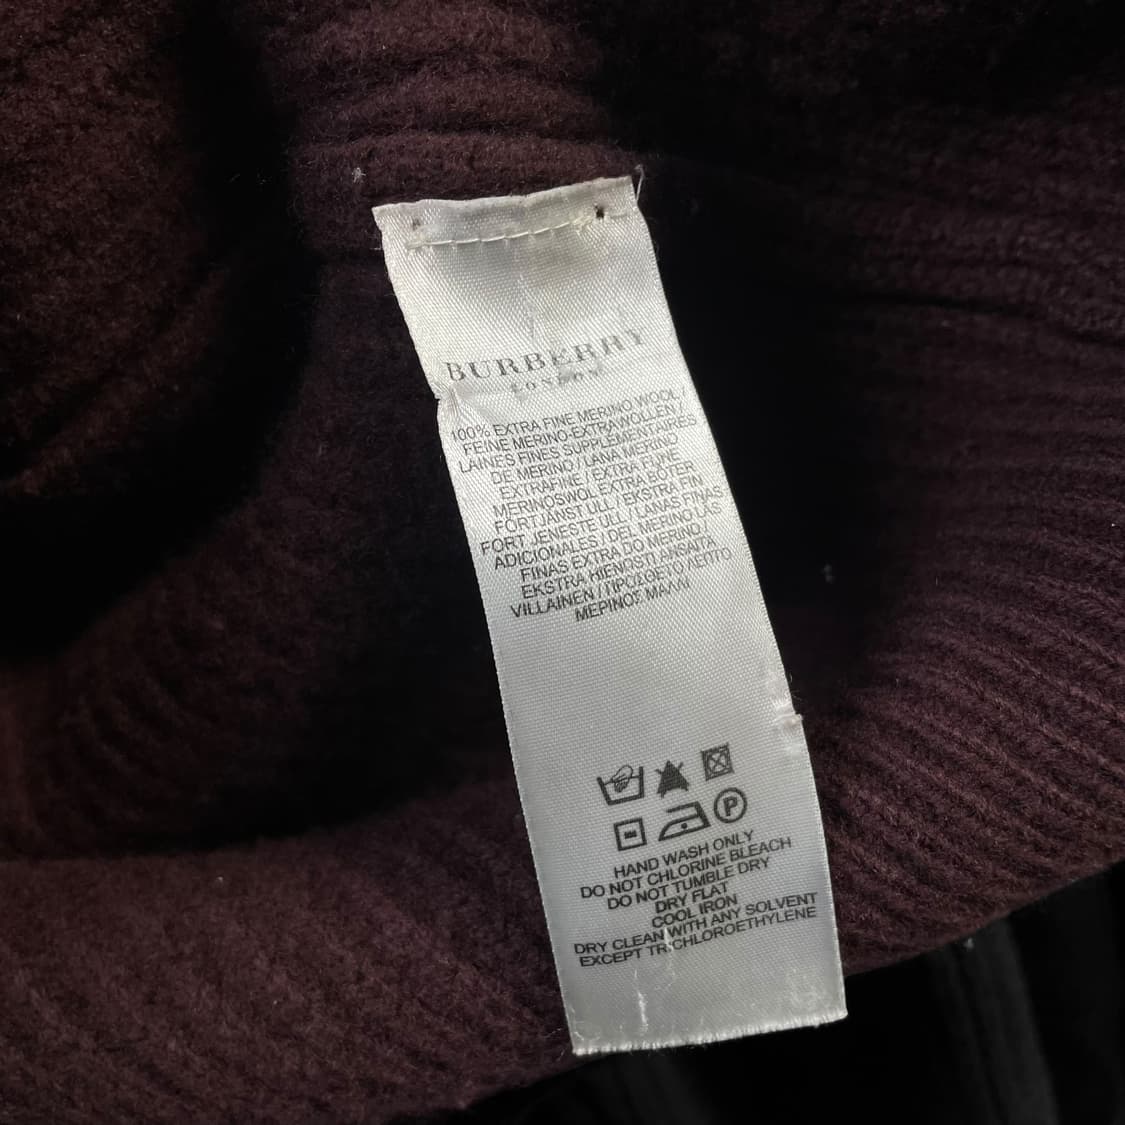 BURBERRY
LONDON
100% EXTRA FINE MERINO WOOL /
FEINE MERINO-EXTRAWOLLEN /
LAINES FINES SUPPLEMENTAIRES
DE MERINO / LANA MERINO
EXTRAFINE / EXTRA FIJNE
MERINOSWOL EXTRA BOTER
FORTJÄNST ULL / EKSTRA FIN
FORT JENESTE ULL / LANAS FINAS
ADICIONALES / DEL MERINO LAS
FINAS EXTRA DO MERINO /
EKSTRA HIENOSTI ANSAITA
VILLAINEN / ΠΡΟΣΘΕΤΟ ΛΕΠΤΟ
ΜΕΡΙΝΟΣ ΜΑΛΛΙ
P
HAND WASH ONLY
DO NOT CHLORINE BLEACH
DO NOT TUMBLE DRY
DRY FLAT
COOL IRON
DRY CLEAN WITH ANY SOLVENT
EXCEPT TRICHLOROETHYLENE